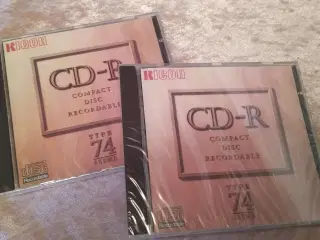 RICOH
CD-R
COMPACT
DISC
RECORDABLE
TYPE
74
RICOH
CD-R
COMPACT
DISC
RECORDABLE
TYPE
74